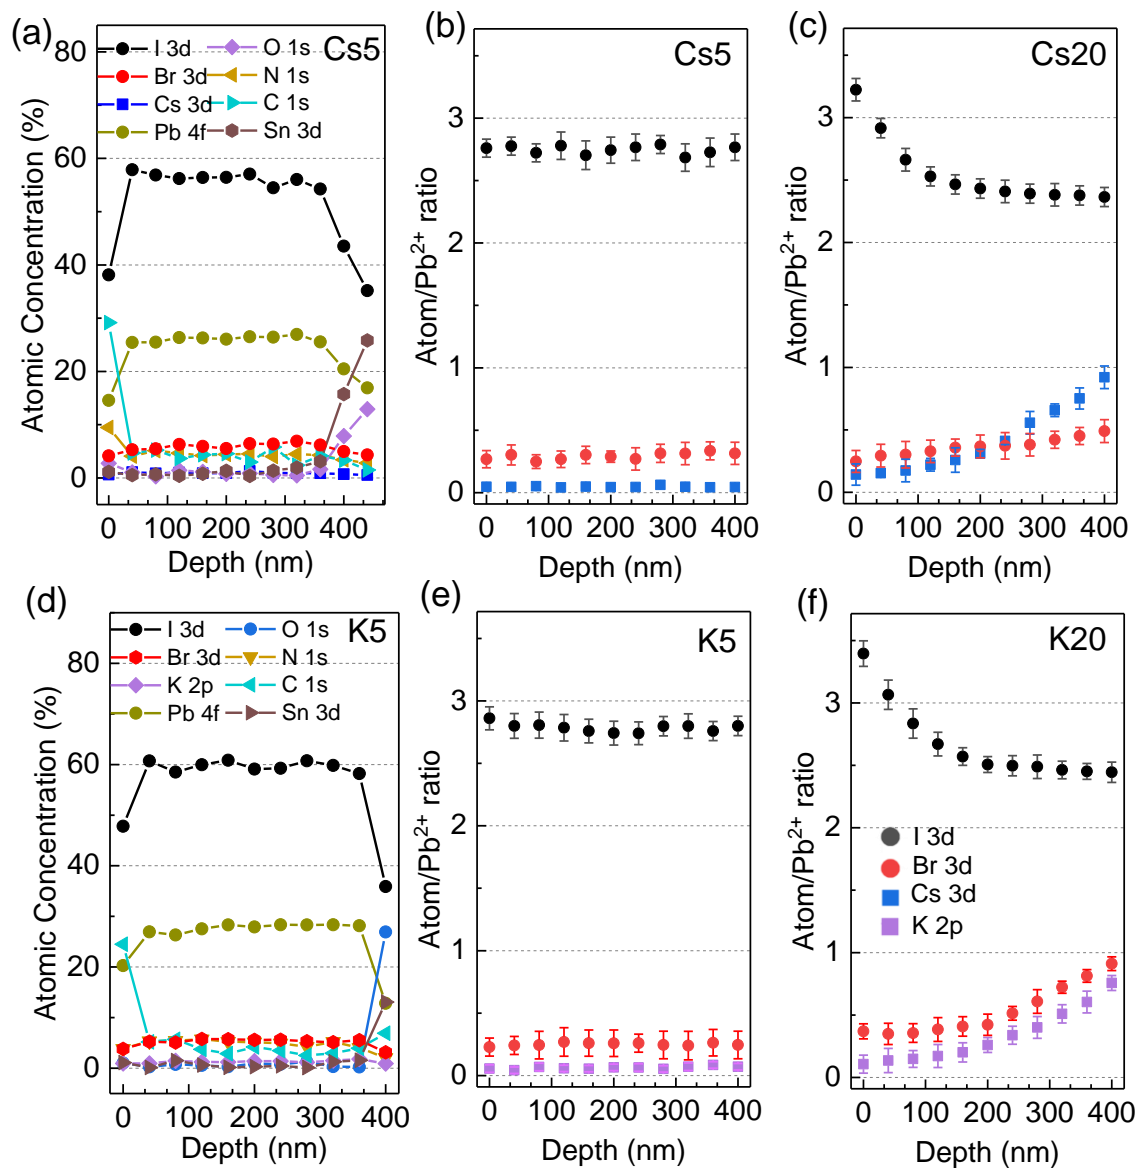 (a)
Cs5
I 3d
O 1s
Br 3d
N 1s
Cs 3d
C 1s
Pb 4f
Sn 3d
Atomic Concentration (%)
80
60
40
20
0
0 100 200 300 400
Depth (nm)
(b)
Cs5
Atom/Pb²⁺ ratio
3
2
1
0
0 100 200 300 400
Depth (nm)
(c)
Cs20
Atom/Pb²⁺ ratio
3
2
1
0
0 100 200 300 400
Depth (nm)
(d)
K5
I 3d
O 1s
Br 3d
N 1s
K 2p
C 1s
Pb 4f
Sn 3d
Atomic Concentration (%)
80
60
40
20
0
0 100 200 300 400
Depth (nm)
(e)
K5
Atom/Pb²⁺ ratio
3
2
1
0
0 100 200 300 400
Depth (nm)
(f)
K20
I 3d
Br 3d
Cs 3d
K 2p
Atom/Pb²⁺ ratio
3
2
1
0
0 100 200 300 400
Depth (nm)